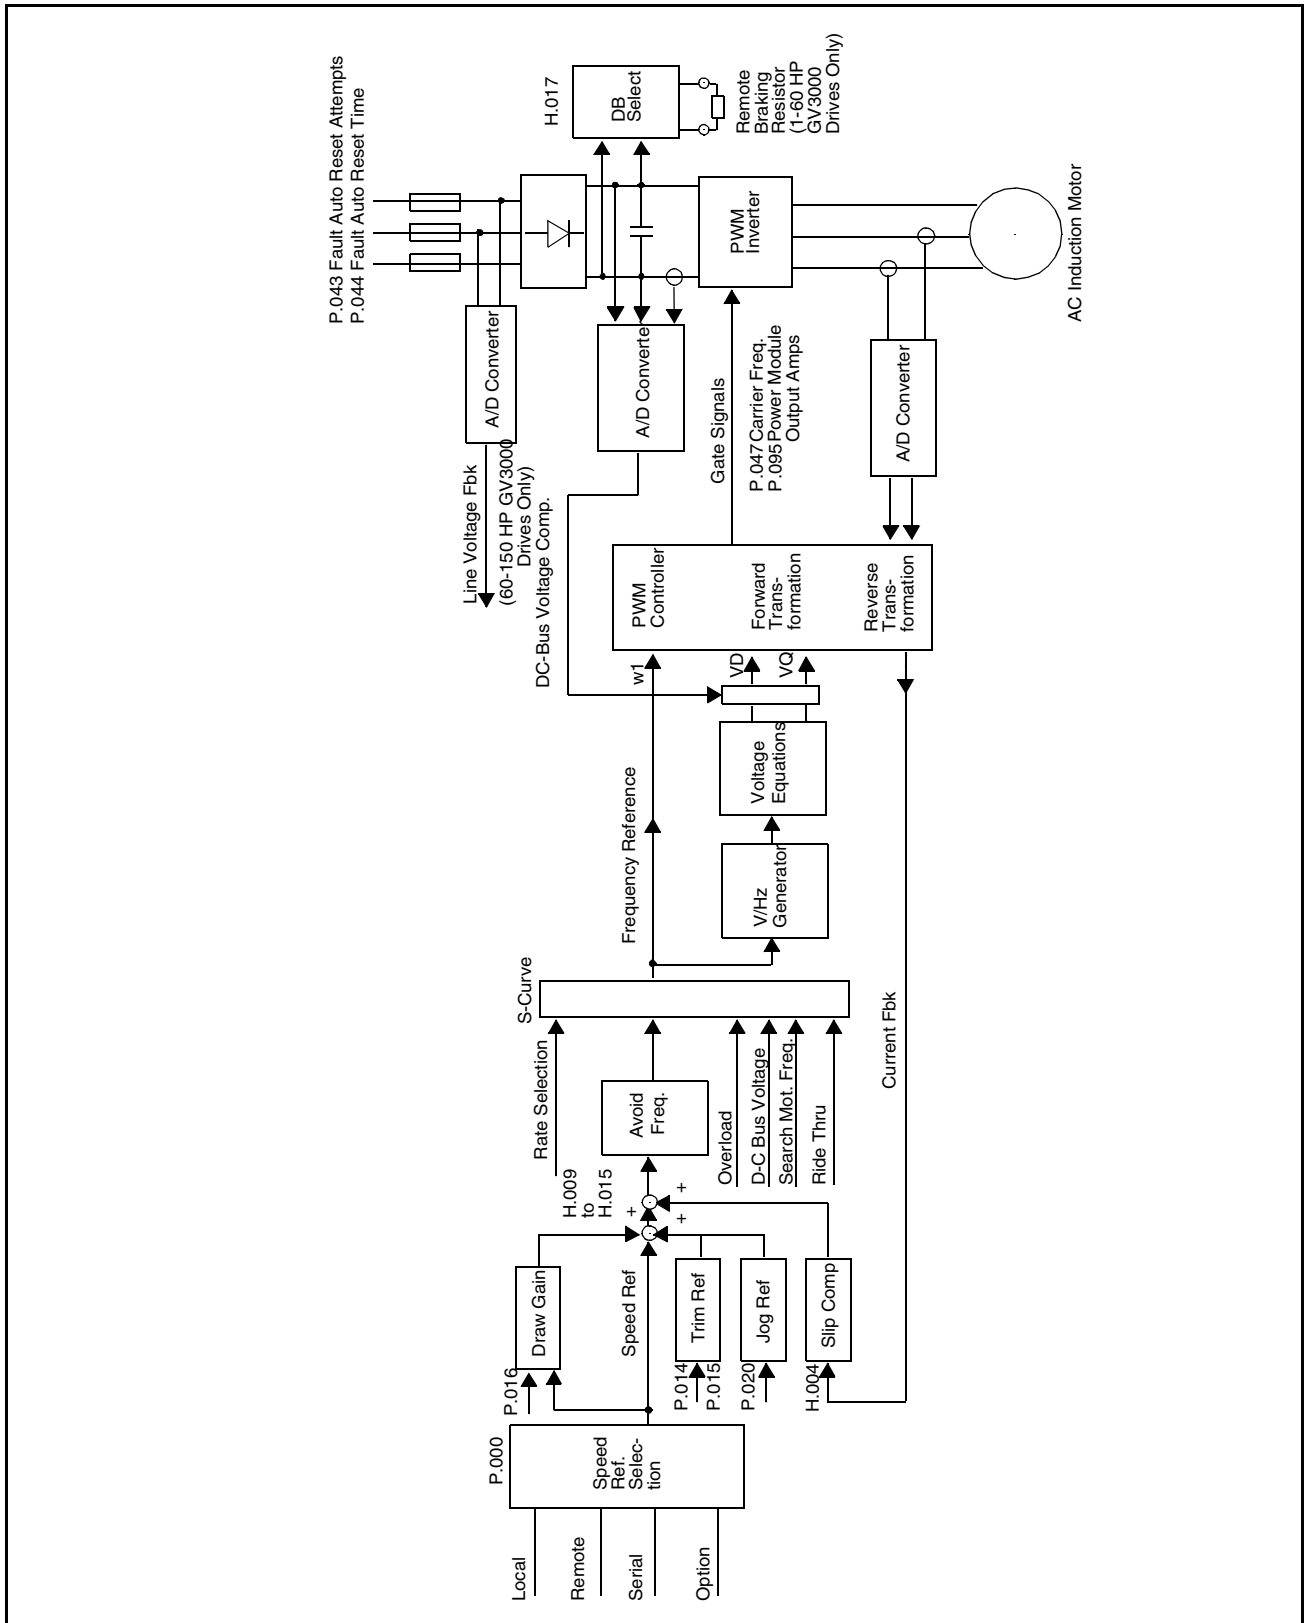 Local
Remote
Serial
Option
P.000
Speed
Ref.
Selec-
tion
P.016
Draw Gain
Speed Ref
P.014
P.015
Trim Ref
P.020
Jog Ref
H.004
Slip Comp
+
+
+
Rate Selection
H.009
to
H.015
Avoid
Freq.
Overload
D-C Bus Voltage
Search Mot. Freq.
Ride Thru
S-Curve
Frequency Reference
V/Hz
Generator
Voltage
Equations
Current Fbk
w1
VD
VQ
PWM
Controller
Forward
Trans-
formation
Reverse
Trans-
formation
Line Voltage Fbk
(60-150 HP GV3000
Drives Only)
DC-Bus Voltage Comp.
A/D Converter
A/D Converte
A/D Converter
Gate Signals
P.047 Carrier Freq.
P.095 Power Module
Output Amps
P.043 Fault Auto Reset Attempts
P.044 Fault Auto Reset Time
PWM
Inverter
H.017
DB
Select
Remote
Braking
Resistor
(1-60 HP
GV3000
Drives Only)
AC Induction Motor